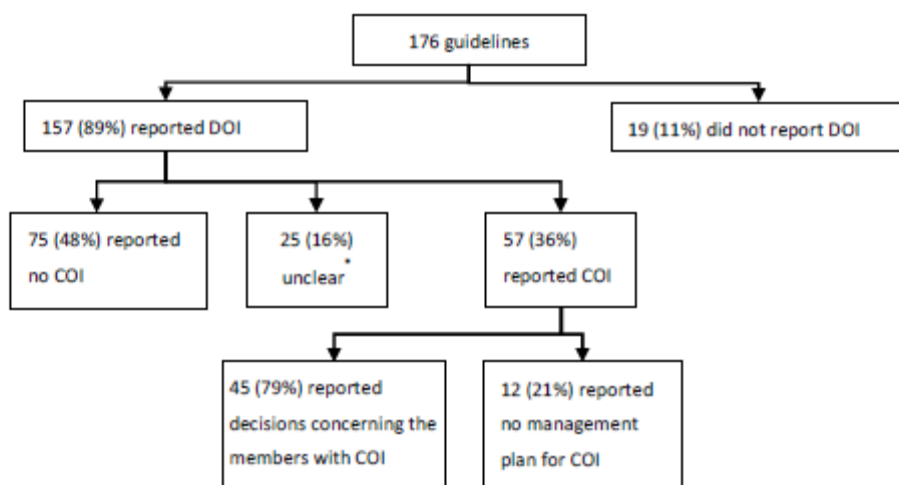 176 guidelines
157 (89%) reported DOI
19 (11%) did not report DOI
75 (48%) reported
no COI
25 (16%)
unclear*
57 (36%)
reported COI
45 (79%) reported
decisions concerning the
members with COI
12 (21%) reported
no management
plan for COI